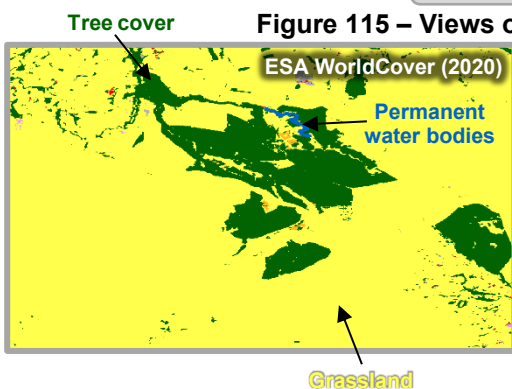 Tree cover
Figure 115 – Views o
ESA WorldCover (2020)
Permanent
water bodies
Grassland